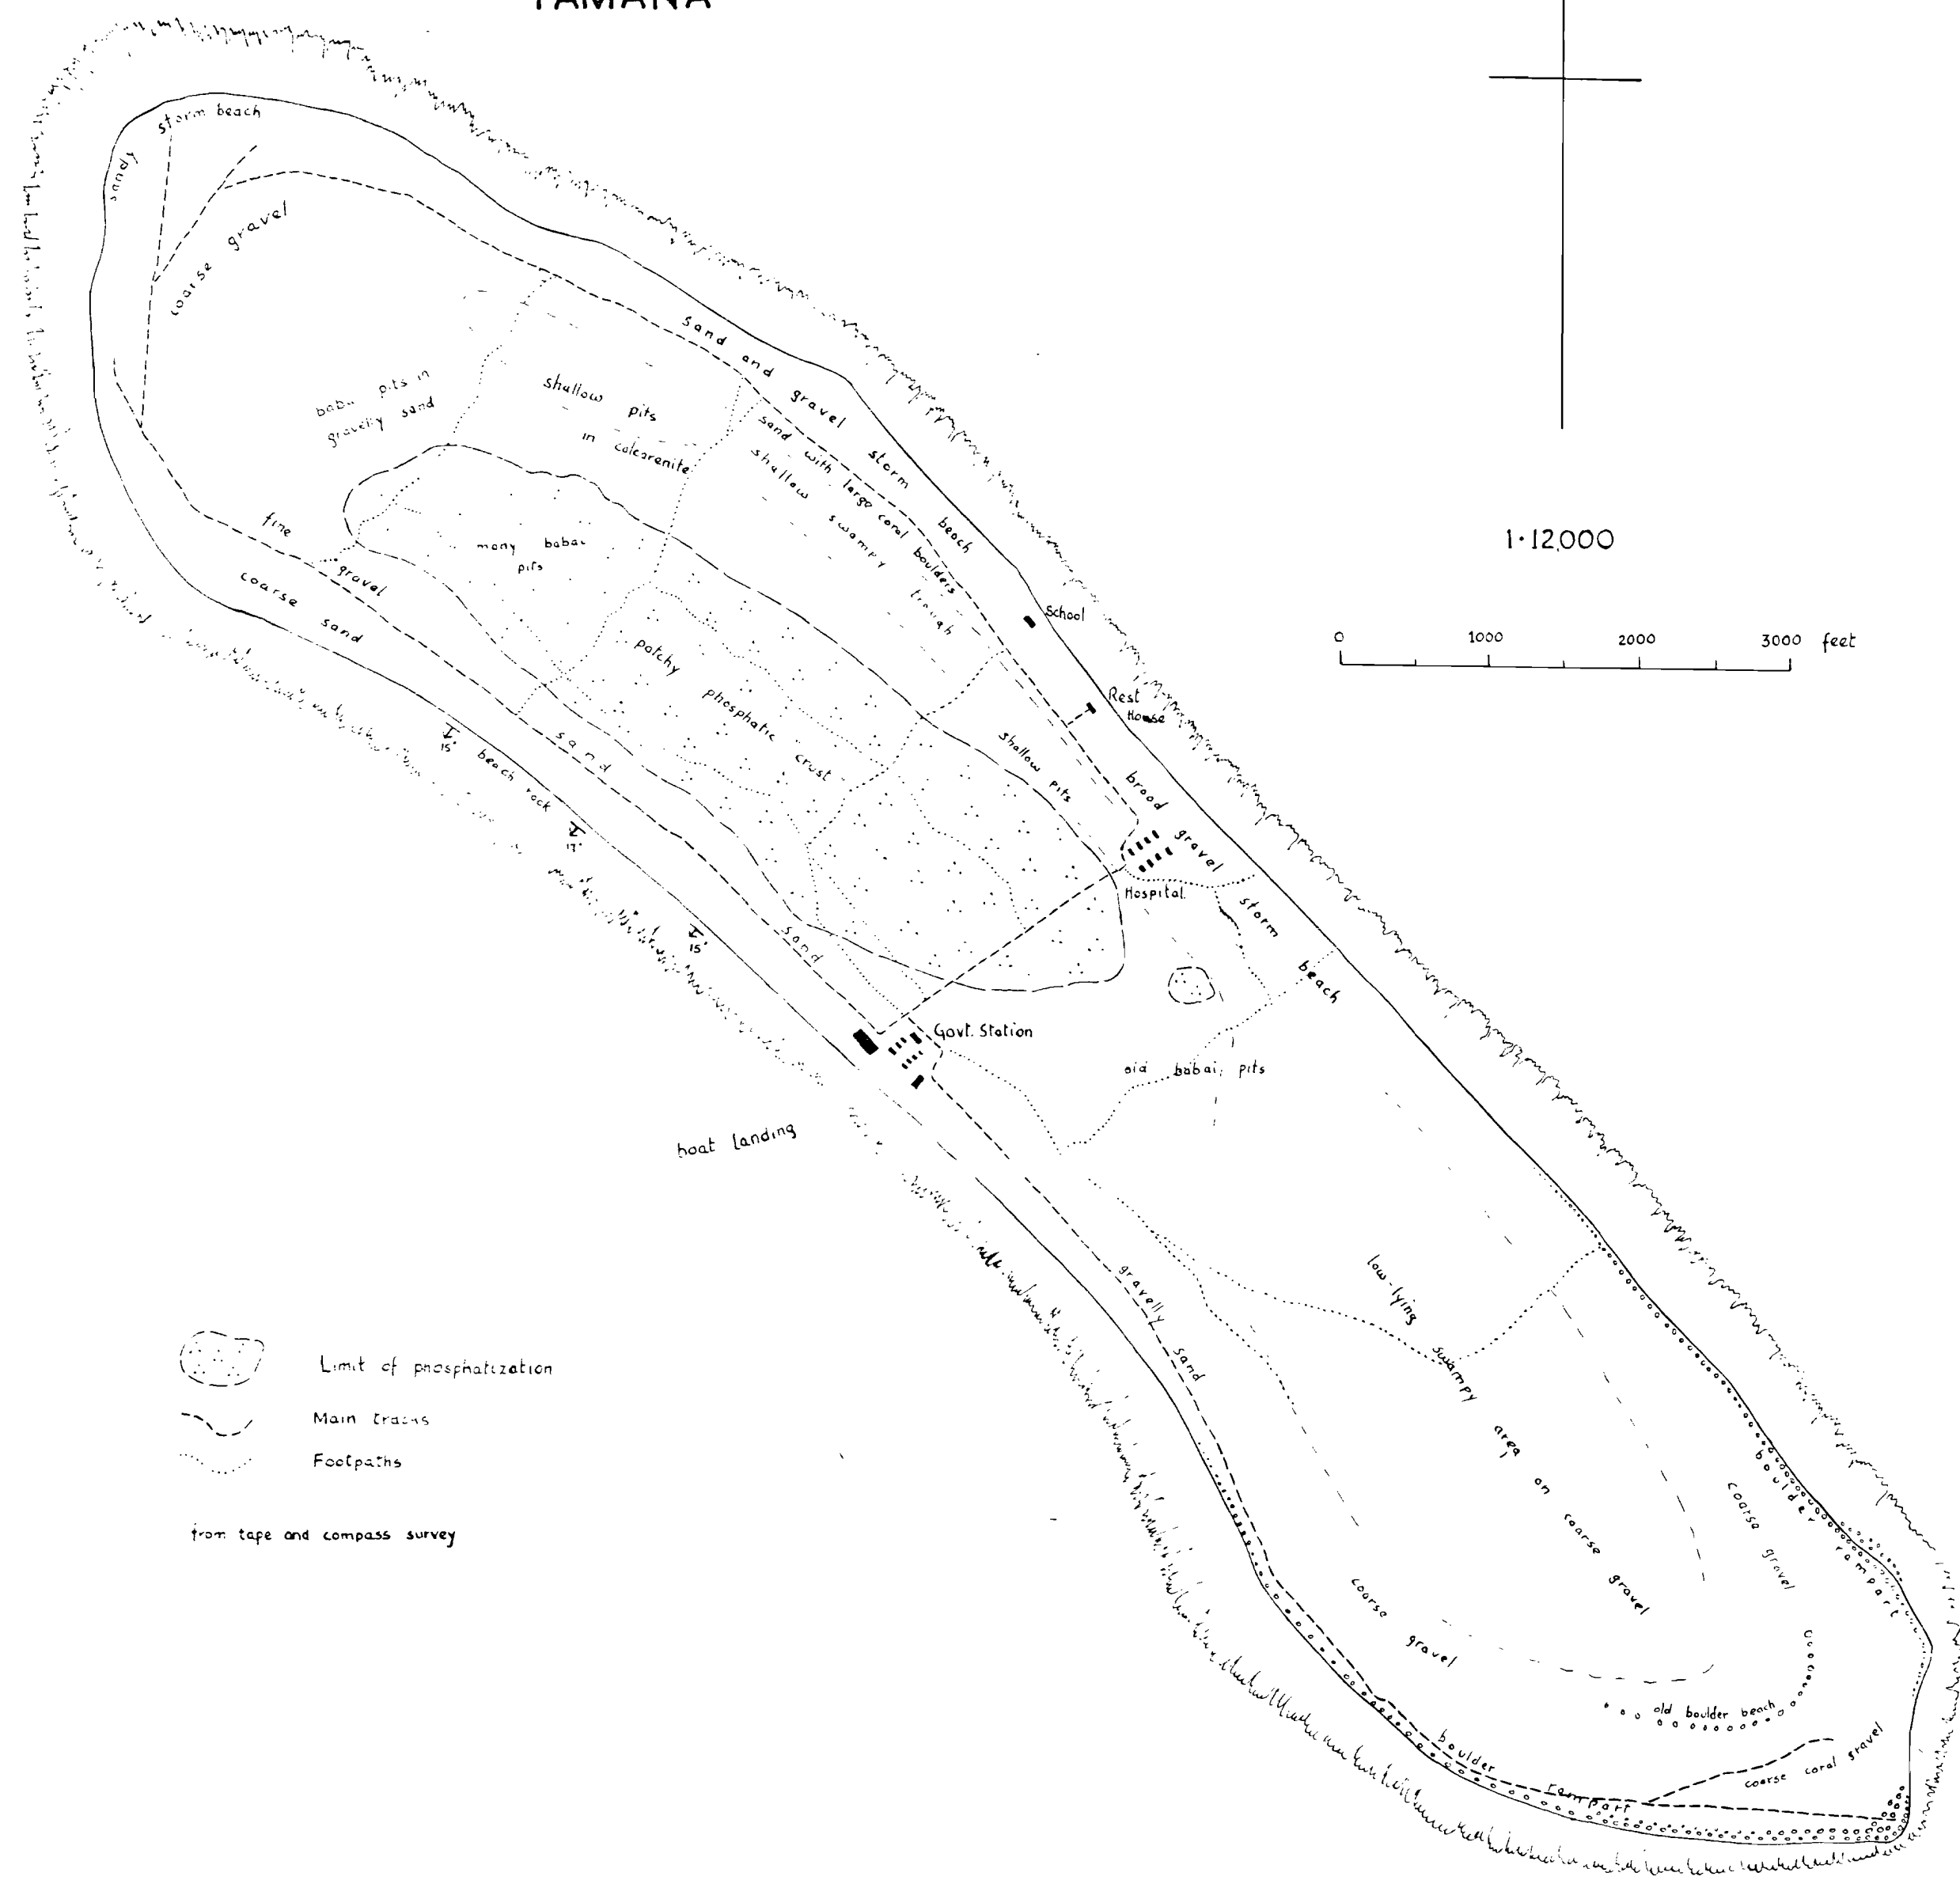 TAMANA
storm beach
sandy
coarse gravel
sand and gravel storm beach
babai pits in
gravelly sand
shallow pits
in calcarenite
sand with large coral boulders
shallow swampy trough
fine gravel
many babai
pits
coarse sand
School
Rest
House
patchy phosphatic crust
15°
beach rock
sand
shallow pits
broad gravel storm beach
17°
15°
sand
Hospital.
Govt. Station
old babai pits
boat landing
1·12,000
0 1000 2000 3000 feet
gravelly sand
low-lying swampy area on coarse gravel
Limit of phosphatization
Main tracks
Footpaths
from tape and compass survey
coarse gravel
boulder rampart
coarse gravel
old boulder beach
boulder rampart
coarse coral gravel